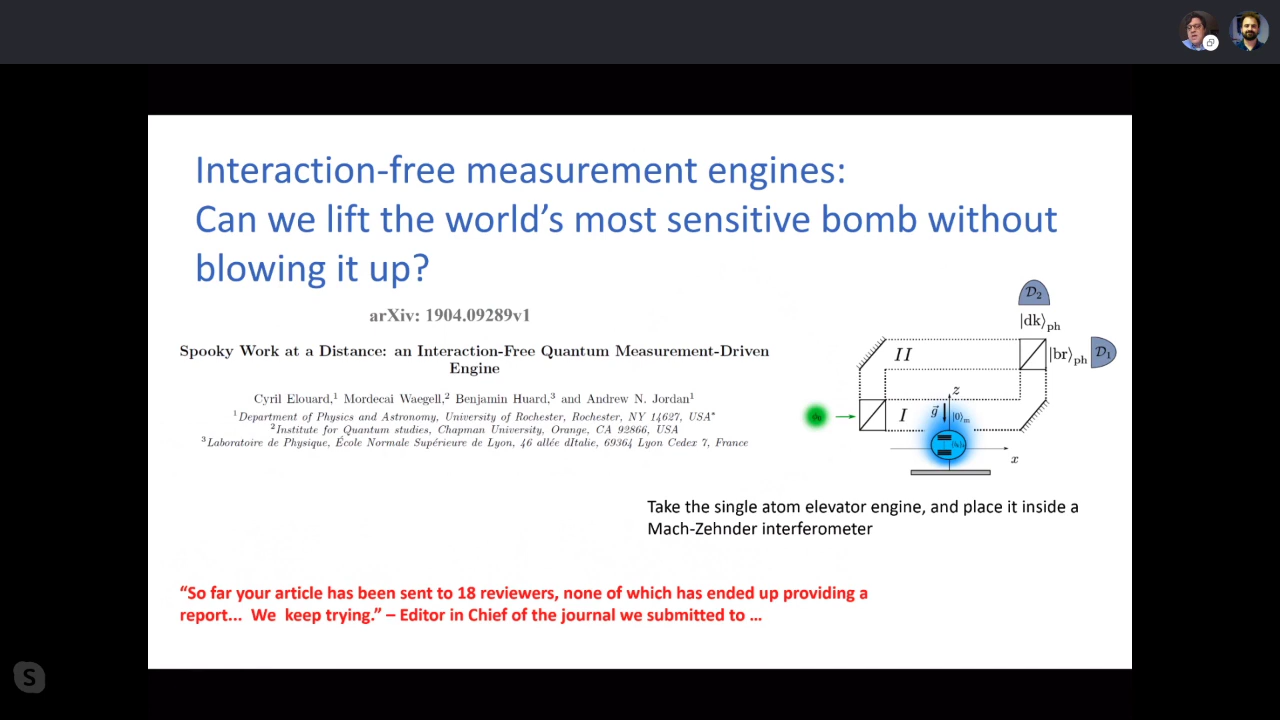 Interaction-free measurement engines:
Can we lift the world's most sensitive bomb without
blowing it up?
arXiv: 1904.09289v1
Spooky Work at a Distance: an Interaction-Free Quantum Measurement-Driven
Engine
Cyril Elouard,¹ Mordecai Waegell,² Benjamin Huard,³ and Andrew N. Jordan¹
¹Department of Physics and Astronomy, University of Rochester, Rochester, NY 14627, USA*
²Institute for Quantum studies, Chapman University, Orange, CA 92866, USA
³Laboratoire de Physique, École Normale Supérieure de Lyon, 46 allée dItalie, 69364 Lyon Cedex 7, France
D₂
|dk⟩ph
II
|br⟩ph
D₁
z
I
g⃗
|0⟩m
x
Take the single atom elevator engine, and place it inside a
Mach-Zehnder interferometer
"So far your article has been sent to 18 reviewers, none of which has ended up providing a
report... We keep trying." – Editor in Chief of the journal we submitted to …
S